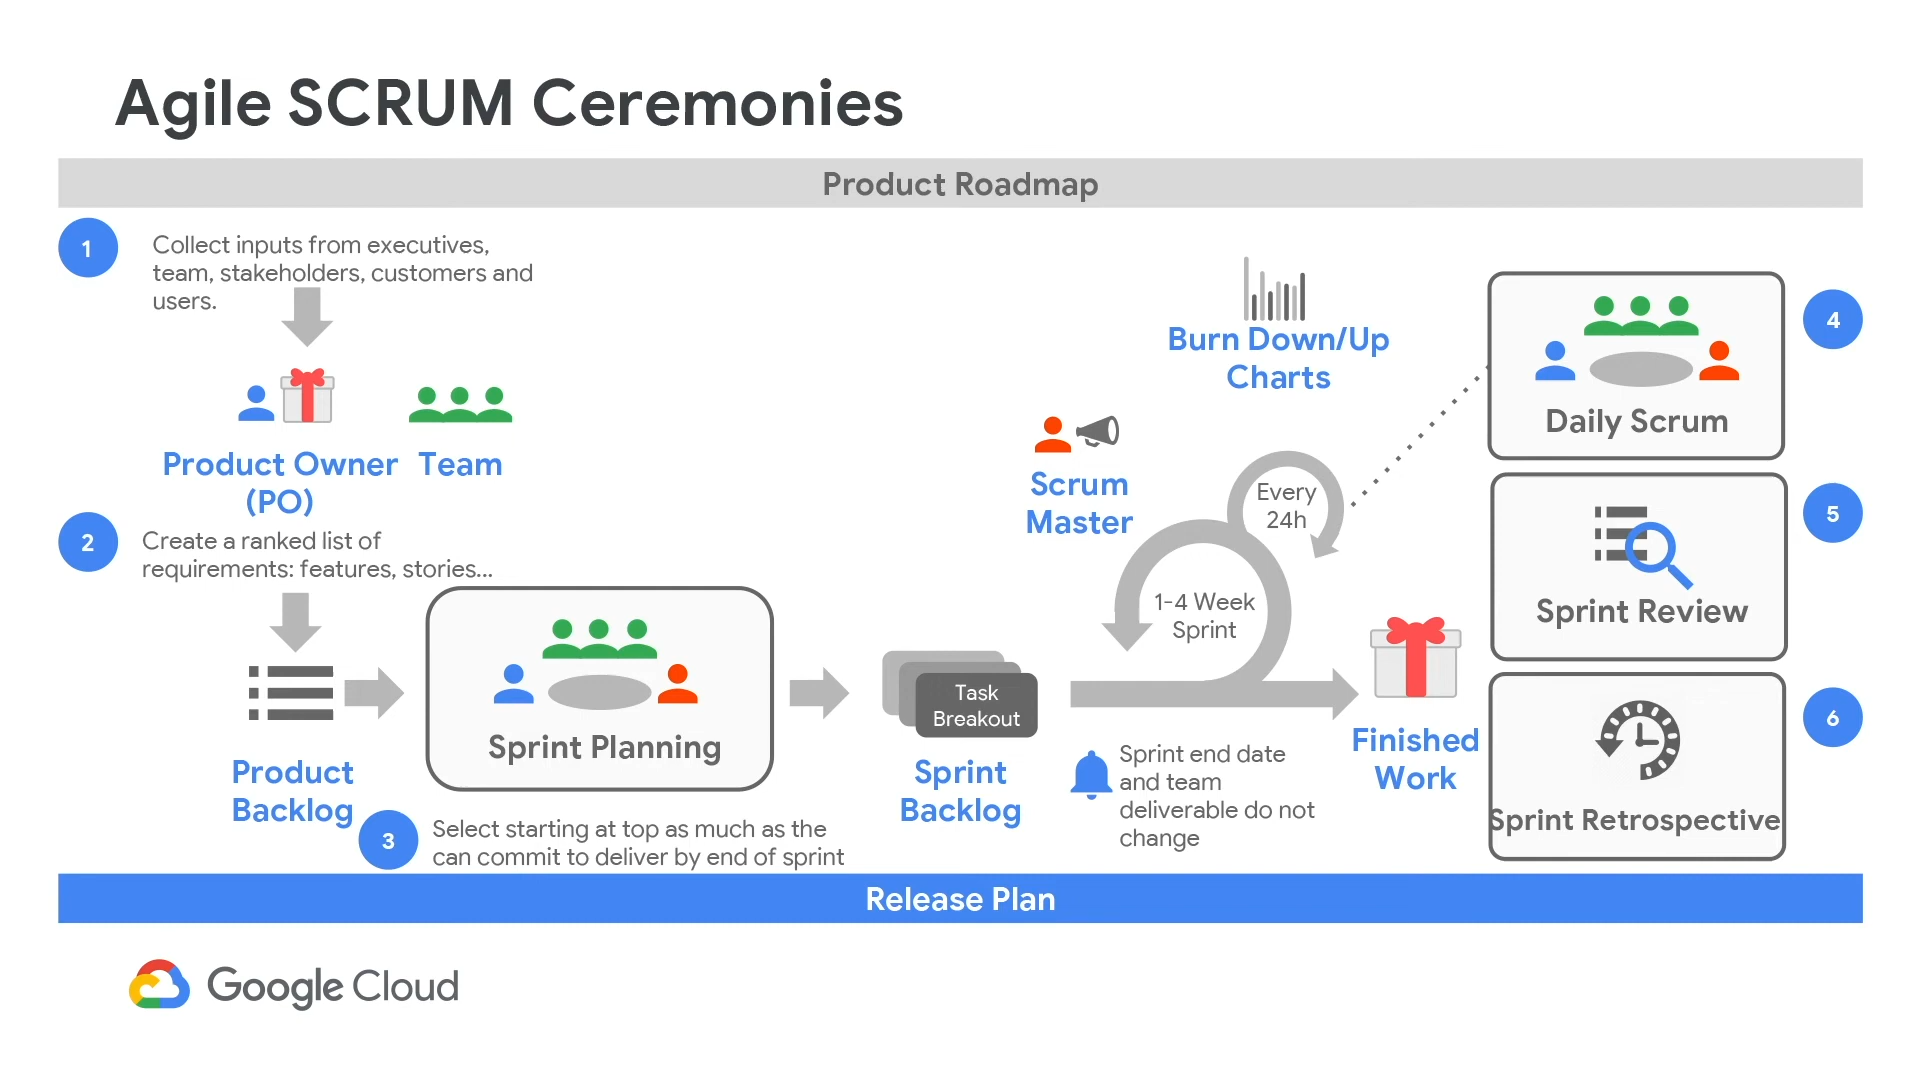 Agile SCRUM Ceremonies
Product Roadmap
1
Collect inputs from executives,
team, stakeholders, customers and
users.
Product Owner
(PO)
Team
2
Create a ranked list of
requirements: features, stories...
Product
Backlog
Sprint Planning
3
Select starting at top as much as the
can commit to deliver by end of sprint
Task
Breakout
Sprint
Backlog
Scrum
Master
Burn Down/Up
Charts
Every
24h
1-4 Week
Sprint
Sprint end date
and team
deliverable do not
change
Finished
Work
Daily Scrum
4
Sprint Review
5
Sprint Retrospective
6
Release Plan
Google Cloud